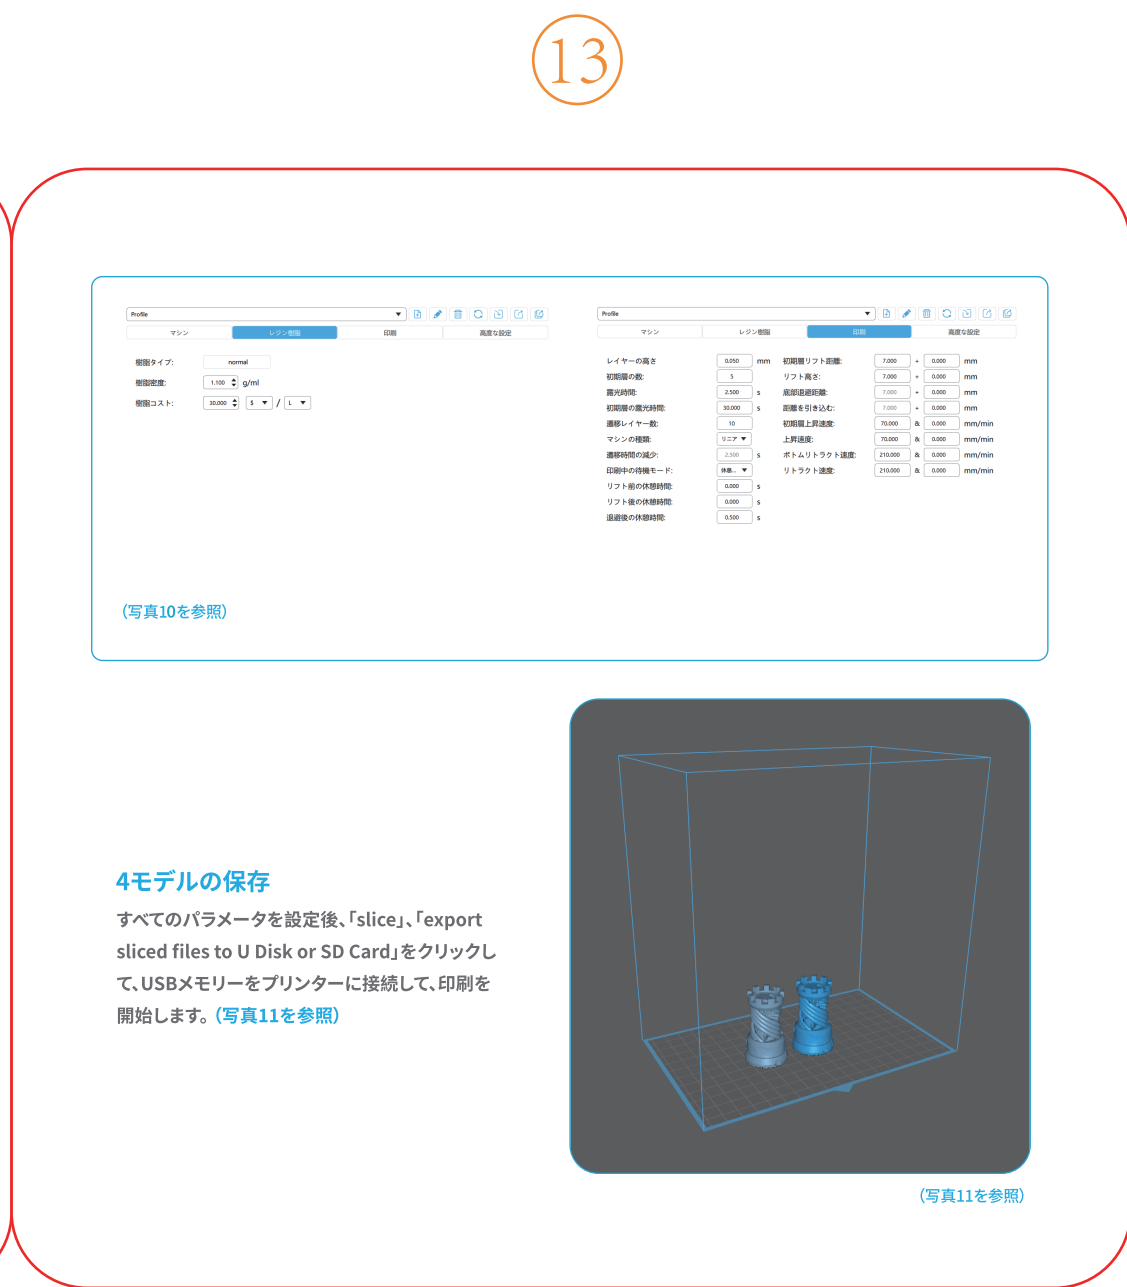 13
Profile
マシン レジン樹脂 印刷 高度な設定
樹脂タイプ: normal
樹脂密度: 1.100 g/ml
樹脂コスト: 30.000 $ / L
Profile
マシン レジン樹脂 印刷 高度な設定
レイヤーの高さ 0.050 mm 初期層リフト距離: 7.000 + 0.000 mm
初期層の数: 5 リフト高さ: 7.000 + 0.000 mm
露光時間: 2.500 s 底部退避距離: 7.000 + 0.000 mm
初期層の露光時間: 30.000 s 距離を引き込む: 7.000 + 0.000 mm
遷移レイヤー数: 10 初期層上昇速度: 70.000 & 0.000 mm/min
マシンの種類: リニア 上昇速度: 70.000 & 0.000 mm/min
遷移時間の減少: 2.500 s ボトムリトラクト速度: 210.000 & 0.000 mm/min
印刷中の待機モード: 休憩... リトラクト速度: 210.000 & 0.000 mm/min
リフト前の休憩時間: 0.000 s
リフト後の休憩時間: 0.000 s
退避後の休憩時間: 0.500 s
（写真10を参照）
4モデルの保存
すべてのパラメータを設定後、「slice」、「export
sliced files to U Disk or SD Card」をクリックし
て、USBメモリーをプリンターに接続して、印刷を
開始します。（写真11を参照）
（写真11を参照）